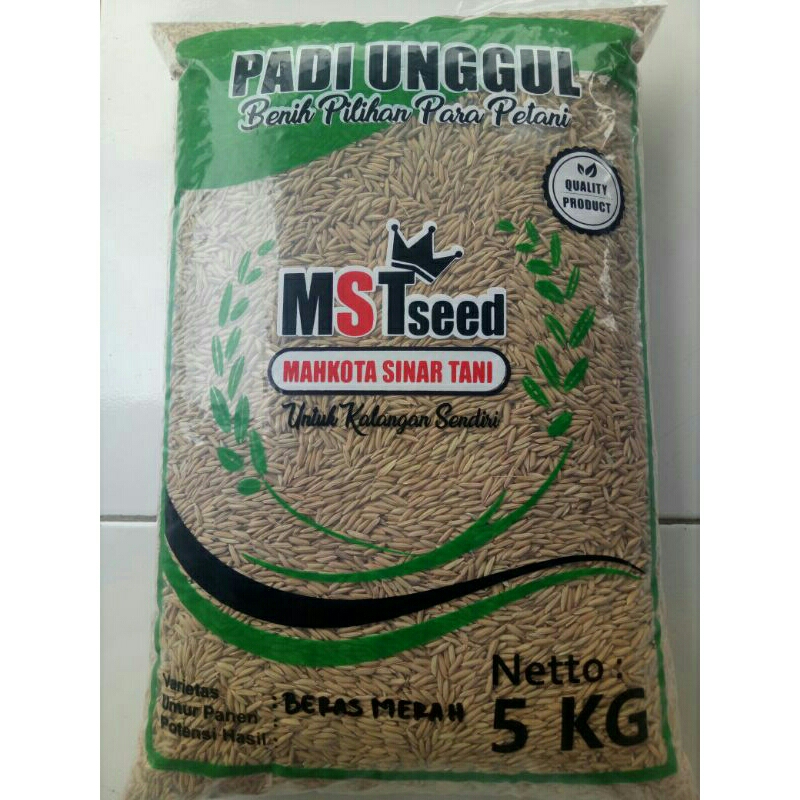 PADI UNGGUL
Benih Pilihan Para Petani
QUALITY
PRODUCT
MSTseed
MAHKOTA SINAR TANI
Untuk Kalangan Sendiri
Varietas : BERAS MERAH
Umur Panen :
Potensi Hasil :
Netto :
5 KG